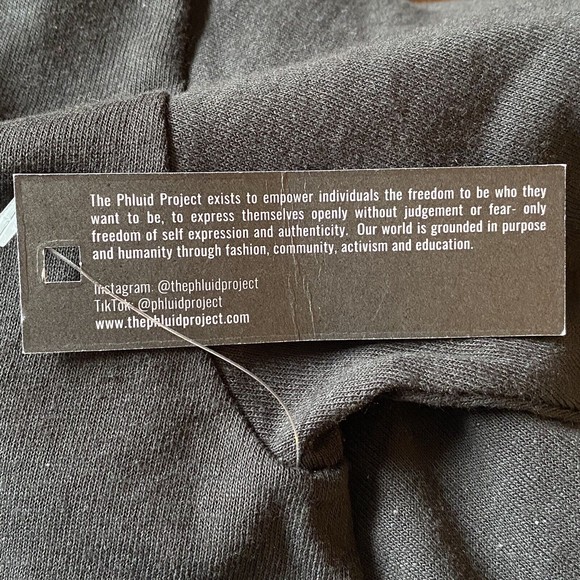 The Phluid Project exists to empower individuals the freedom to be who they
want to be, to express themselves openly without judgement or fear- only
freedom of self expression and authenticity. Our world is grounded in purpose
and humanity through fashion, community, activism and education.
Instagram: @thephluidproject
TikTok: @phluidproject
www.thephluidproject.com